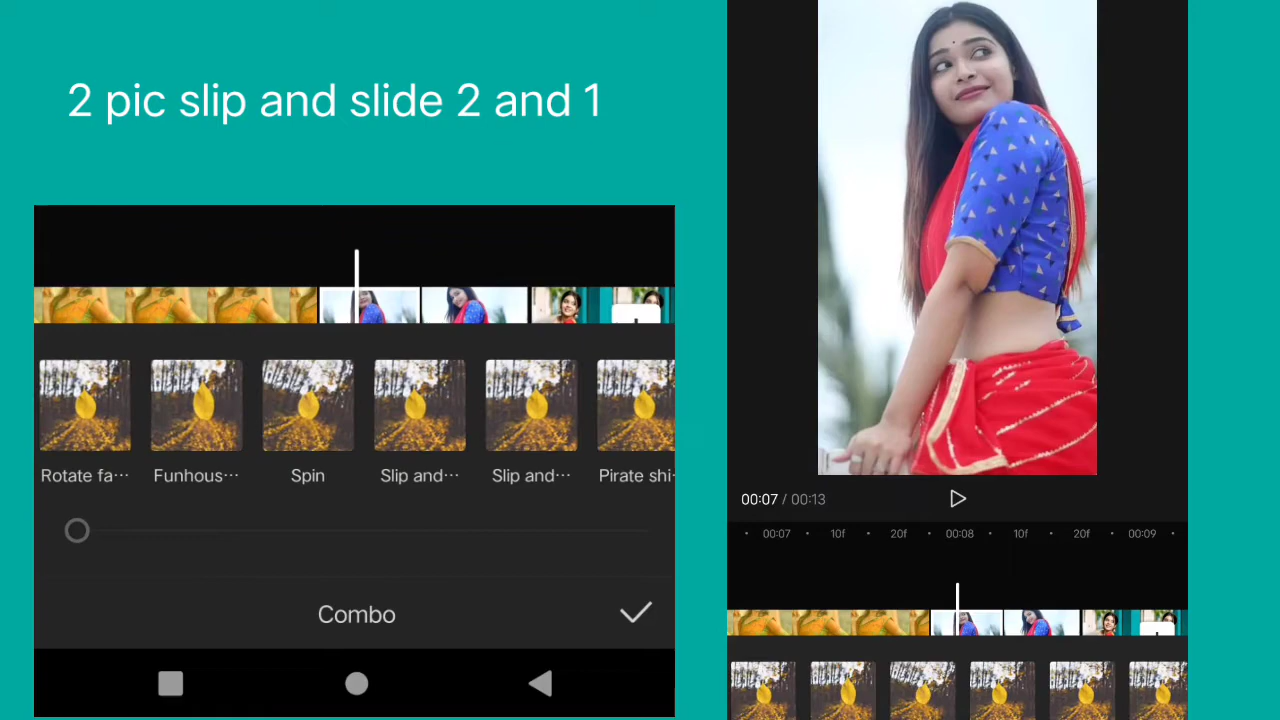 2 pic slip and slide 2 and 1
Rotate fa··· Funhous··· Spin Slip and··· Slip and··· Pirate shi-
Combo
00:07 / 00:13
00:07 10f 20f 00:08 10f 20f 00:09